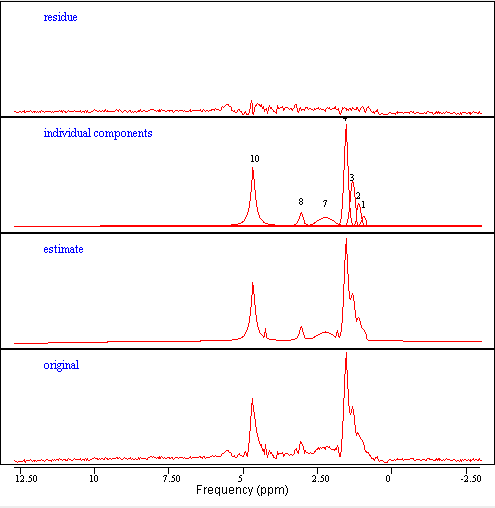 residue
individual components
4
10
3
8
7
2
1
estimate
original
12.50 10 7.50 5 2.50 0 -2.50
Frequency (ppm)